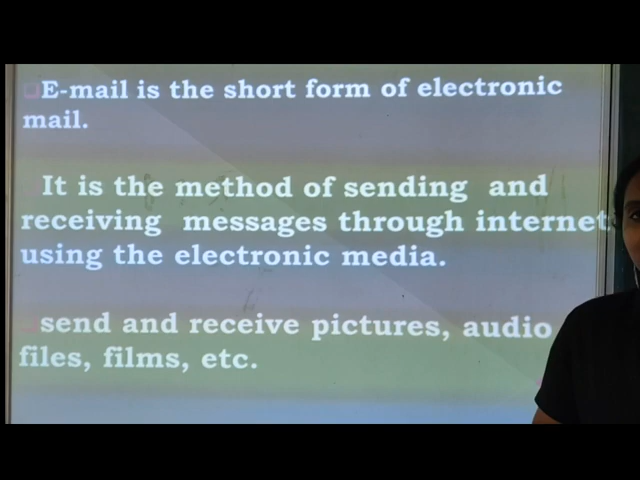 E-mail is the short form of electronic
mail.
It is the method of sending and
receiving messages through internet
using the electronic media.
send and receive pictures, audio
files, films, etc.